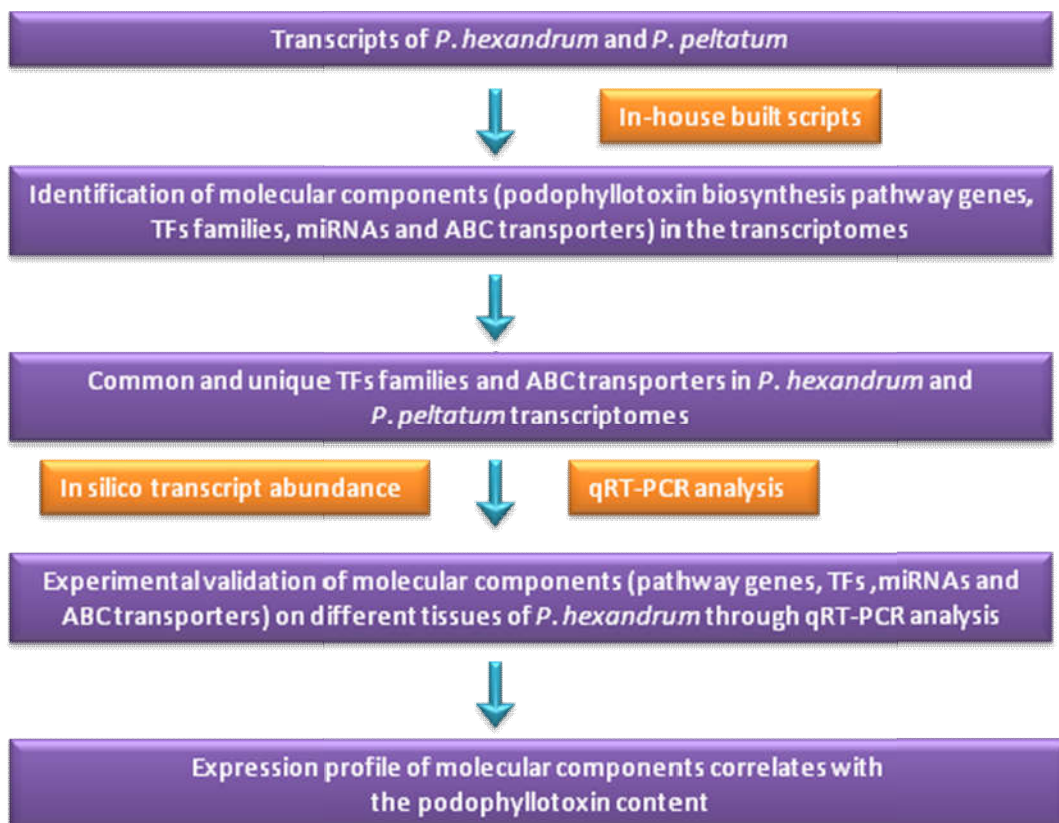 Transcripts of P. hexandrum and P. peltatum
In-house built scripts
Identification of molecular components (podophyllotoxin biosynthesis pathway genes,
TFs families, miRNAs and ABC transporters) in the transcriptomes
Common and unique TFs families and ABC transporters in P. hexandrum and
P. peltatum transcriptomes
In silico transcript abundance
qRT-PCR analysis
Experimental validation of molecular components (pathway genes, TFs ,miRNAs and
ABC transporters) on different tissues of P. hexandrum through qRT-PCR analysis
Expression profile of molecular components correlates with
the podophyllotoxin content